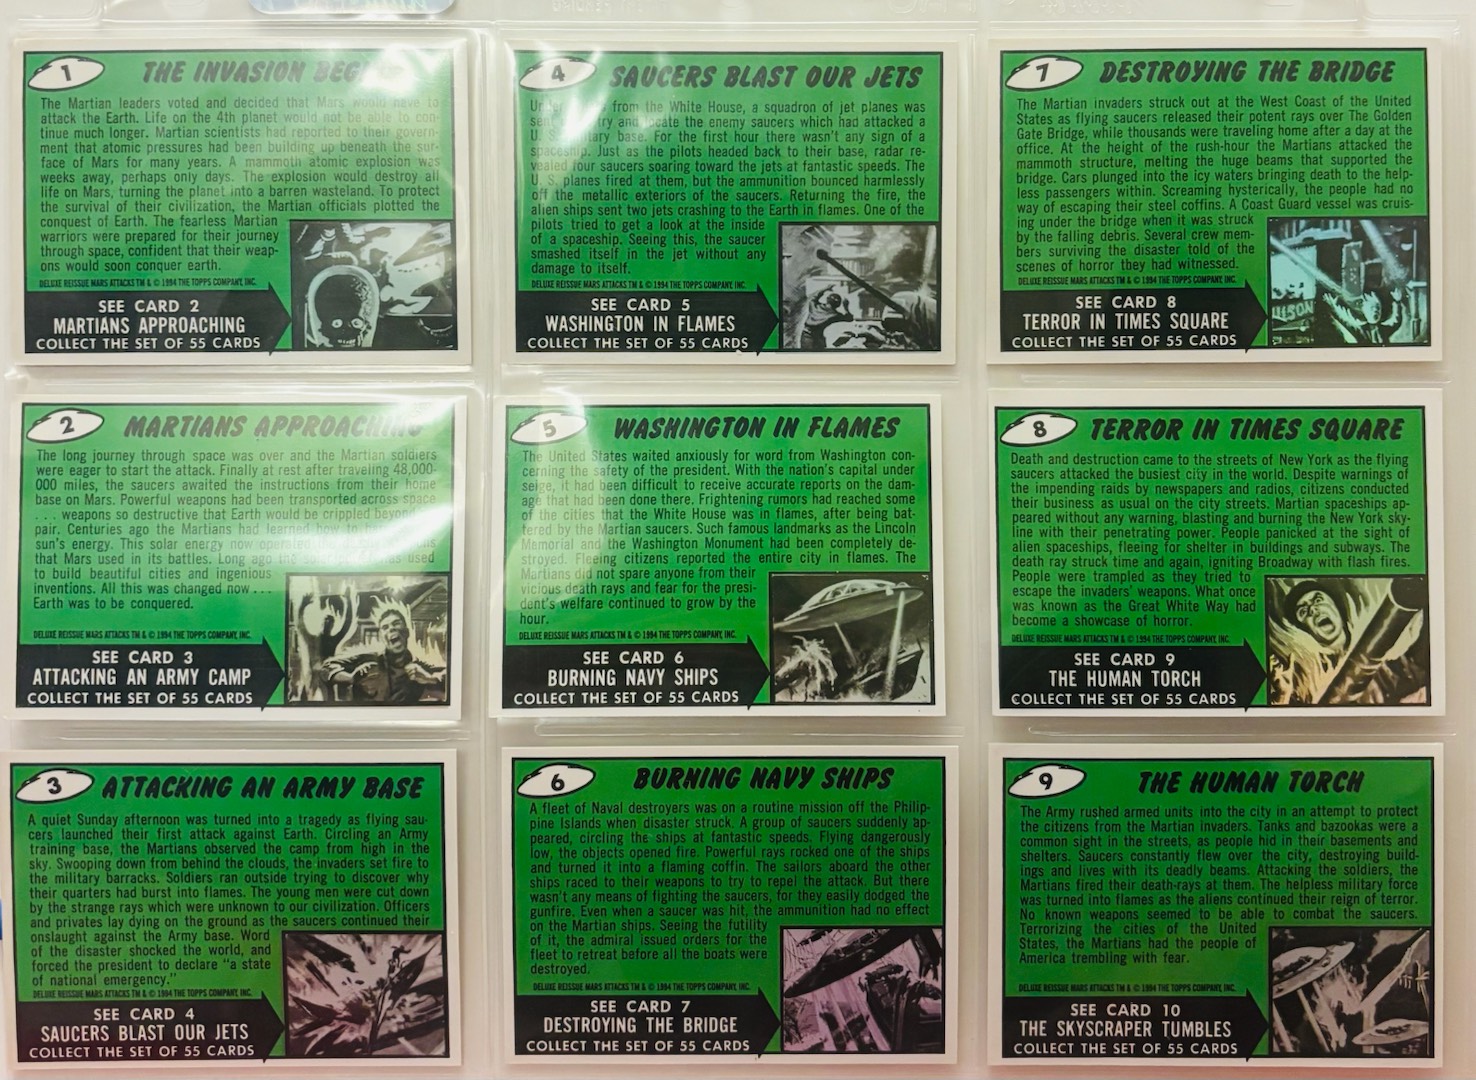 1
THE INVASION
The Martian leaders voted and decided that Mars would have to
attack the Earth. Life on the 4th planet would not be able to con-
tinue much longer. Martian scientists had reported to their govern-
ment that atomic pressures had been building up beneath the sur-
face of Mars for many years. A mammoth atomic explosion was
weeks away, perhaps only days. The explosion would destroy all
life on Mars, turning the planet into a barren wasteland. To protect
the survival of their civilization, the Martian officials plotted the
conquest of Earth. The fearless Martian
warriors were prepared for their journey
through space, confident that their weap-
ons would soon conquer earth.
DELUXE REISSUE MARS ATTACKS TM & © 1994 THE TOPPS COMPANY, INC.
SEE CARD 2
MARTIANS APPROACHING
COLLECT THE SET OF 55 CARDS
2
MARTIANS APPROACHING
The long journey through space was over and the Martian soldiers
were eager to start the attack. Finally at rest after traveling 48,000-
000 miles, the saucers awaited the instructions from their home
base on Mars. Powerful weapons had been transported across space
. . . weapons so destructive that Earth would be crippled beyond
pair. Centuries ago the Martians had learned how to
sun's energy. This solar energy now operated
that Mars used in its battles. Long ago the used
to build beautiful cities and ingenious
inventions. All this was changed now . . .
Earth was to be conquered.
DELUXE REISSUE MARS ATTACKS TM & © 1994 THE TOPPS COMPANY, INC.
SEE CARD 3
ATTACKING AN ARMY CAMP
COLLECT THE SET OF 55 CARDS
3
ATTACKING AN ARMY BASE
A quiet Sunday afternoon was turned into a tragedy as flying sau-
cers launched their first attack against Earth. Circling an Army
training base, the Martians observed the camp from high in the
sky. Swooping down from behind the clouds, the invaders set fire to
the military barracks. Soldiers ran outside trying to discover why
their quarters had burst into flames. The young men were cut down
by the strange rays which were unknown to our civilization. Officers
and privates lay dying on the ground as the saucers continued their
onslaught against the Army base. Word
of the disaster shocked the world, and
forced the president to declare "a state
of national emergency."
DELUXE REISSUE MARS ATTACKS TM & © 1994 THE TOPPS COMPANY, INC.
SEE CARD 4
SAUCERS BLAST OUR JETS
COLLECT THE SET OF 55 CARDS
4
SAUCERS BLAST OUR JETS
from the White House, a squadron of jet planes was
sent locate the enemy saucers which had attacked a
U. S. military base. For the first hour there wasn't any sign of a
spaceship. Just as the pilots headed back to their base, radar re-
vealed four saucers soaring toward the jets at fantastic speeds. The
U. S. planes fired at them, but the ammunition bounced harmlessly
off the metallic exteriors of the saucers. Returning the fire, the
alien ships sent two jets crashing to the Earth in flames. One of the
pilots tried to get a look at the inside
of a spaceship. Seeing this, the saucer
smashed itself in the jet without any
damage to itself.
DELUXE REISSUE MARS ATTACKS TM & © 1994 THE TOPPS COMPANY, INC.
SEE CARD 5
WASHINGTON IN FLAMES
COLLECT THE SET OF 55 CARDS
5
WASHINGTON IN FLAMES
The United States waited anxiously for word from Washington con-
cerning the safety of the president. With the nation's capital under
seige, it had been difficult to receive accurate reports on the dam-
age that had been done there. Frightening rumors had reached some
of the cities that the White House was in flames, after being bat-
tered by the Martian saucers. Such famous landmarks as the Lincoln
Memorial and the Washington Monument had been completely de-
stroyed. Fleeing citizens reported the entire city in flames. The
Martians did not spare anyone from their
vicious death rays and fear for the presi-
dent's welfare continued to grow by the
hour.
DELUXE REISSUE MARS ATTACKS TM & © 1994 THE TOPPS COMPANY, INC.
SEE CARD 6
BURNING NAVY SHIPS
COLLECT THE SET OF 55 CARDS
6
BURNING NAVY SHIPS
A fleet of Naval destroyers was on a routine mission off the Philip-
pine Islands when disaster struck. A group of saucers suddenly ap-
peared, circling the ships at fantastic speeds. Flying dangerously
low, the objects opened fire. Powerful rays rocked one of the ships
and turned it into a flaming coffin. The sailors aboard the other
ships raced to their weapons to try to repel the attack. But there
wasn't any means of fighting the saucers, for they easily dodged the
gunfire. Even when a saucer was hit, the ammunition had no effect
on the Martian ships. Seeing the futility
of it, the admiral issued orders for the
fleet to retreat before all the boats were
destroyed.
DELUXE REISSUE MARS ATTACKS TM & © 1994 THE TOPPS COMPANY, INC.
SEE CARD 7
DESTROYING THE BRIDGE
COLLECT THE SET OF 55 CARDS
7
DESTROYING THE BRIDGE
The Martian invaders struck out at the West Coast of the United
States as flying saucers released their potent rays over The Golden
Gate Bridge, while thousands were traveling home after a day at the
office. At the height of the rush-hour the Martians attacked the
mammoth structure, melting the huge beams that supported the
bridge. Cars plunged into the icy waters bringing death to the help-
less passengers within. Screaming hysterically, the people had no
way of escaping their steel coffins. A Coast Guard vessel was cruis-
ing under the bridge when it was struck
by the falling debris. Several crew mem-
bers surviving the disaster told of the
scenes of horror they had witnessed.
DELUXE REISSUE MARS ATTACKS TM & © 1994 THE TOPPS COMPANY, INC.
SEE CARD 8
TERROR IN TIMES SQUARE
COLLECT THE SET OF 55 CARDS
8
TERROR IN TIMES SQUARE
Death and destruction came to the streets of New York as the flying
saucers attacked the busiest city in the world. Despite warnings of
the impending raids by newspapers and radios, citizens conducted
their business as usual on the city streets. Martian spaceships ap-
peared without any warning, blasting and burning the New York sky-
line with their penetrating power. People panicked at the sight of
alien spaceships, fleeing for shelter in buildings and subways. The
death ray struck time and again, igniting Broadway with flash fires.
People were trampled as they tried to
escape the invaders' weapons. What once
was known as the Great White Way had
become a showcase of horror.
DELUXE REISSUE MARS ATTACKS TM & © 1994 THE TOPPS COMPANY, INC.
SEE CARD 9
THE HUMAN TORCH
COLLECT THE SET OF 55 CARDS
9
THE HUMAN TORCH
The Army rushed armed units into the city in an attempt to protect
the citizens from the Martian invaders. Tanks and bazookas were a
common sight in the streets, as people hid in their basements and
shelters. Saucers constantly flew over the city, destroying build-
ings and lives with its deadly beams. Attacking the soldiers, the
Martians fired their death-rays at them. The helpless military force
was turned into flames as the aliens continued their reign of terror.
No known weapons seemed to be able to combat the saucers.
Terrorizing the cities of the United
States, the Martians had the people of
America trembling with fear.
DELUXE REISSUE MARS ATTACKS TM & © 1994 THE TOPPS COMPANY, INC.
SEE CARD 10
THE SKYSCRAPER TUMBLES
COLLECT THE SET OF 55 CARDS